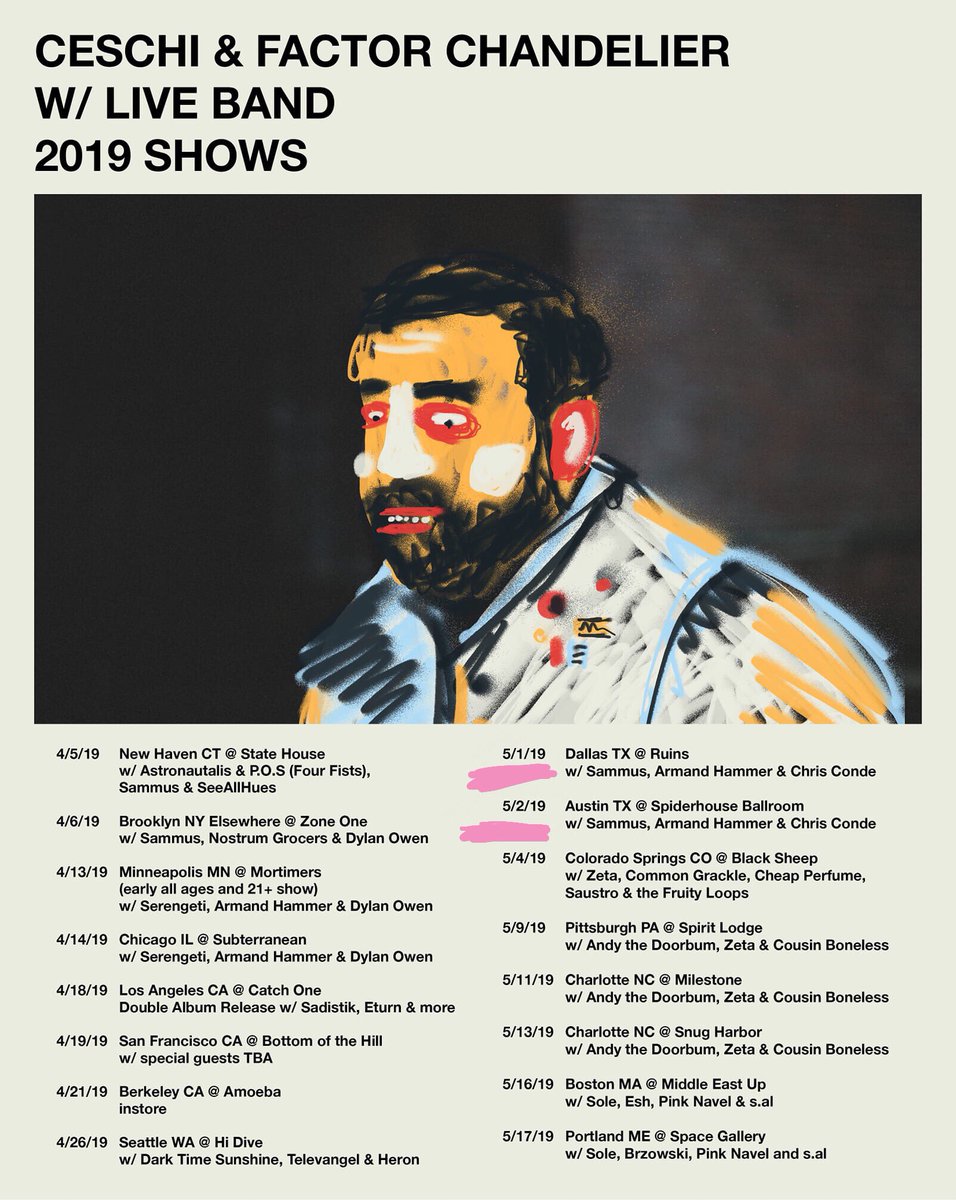 CESCHI & FACTOR CHANDELIER
W/ LIVE BAND
2019 SHOWS
4/5/19 New Haven CT @ State House
w/ Astronautalis & P.O.S (Four Fists),
Sammus & SeeAllHues
4/6/19 Brooklyn NY Elsewhere @ Zone One
w/ Sammus, Nostrum Grocers & Dylan Owen
4/13/19 Minneapolis MN @ Mortimers
(early all ages and 21+ show)
w/ Serengeti, Armand Hammer & Dylan Owen
4/14/19 Chicago IL @ Subterranean
w/ Serengeti, Armand Hammer & Dylan Owen
4/18/19 Los Angeles CA @ Catch One
Double Album Release w/ Sadistik, Eturn & more
4/19/19 San Francisco CA @ Bottom of the Hill
w/ special guests TBA
4/21/19 Berkeley CA @ Amoeba
instore
4/26/19 Seattle WA @ Hi Dive
w/ Dark Time Sunshine, Televangel & Heron
5/1/19 Dallas TX @ Ruins
w/ Sammus, Armand Hammer & Chris Conde
5/2/19 Austin TX @ Spiderhouse Ballroom
w/ Sammus, Armand Hammer & Chris Conde
5/4/19 Colorado Springs CO @ Black Sheep
w/ Zeta, Common Grackle, Cheap Perfume,
Saustro & the Fruity Loops
5/9/19 Pittsburgh PA @ Spirit Lodge
w/ Andy the Doorbum, Zeta & Cousin Boneless
5/11/19 Charlotte NC @ Milestone
w/ Andy the Doorbum, Zeta & Cousin Boneless
5/13/19 Charlotte NC @ Snug Harbor
w/ Andy the Doorbum, Zeta & Cousin Boneless
5/16/19 Boston MA @ Middle East Up
w/ Sole, Esh, Pink Navel & s.al
5/17/19 Portland ME @ Space Gallery
w/ Sole, Brzowski, Pink Navel and s.al